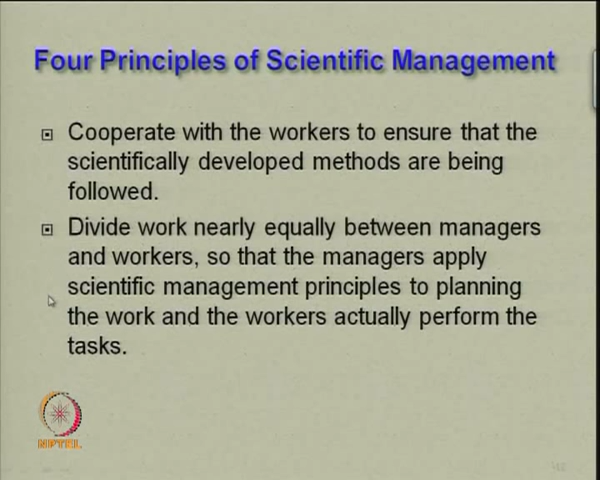 Four Principles of Scientific Management
Cooperate with the workers to ensure that the
scientifically developed methods are being
followed.
Divide work nearly equally between managers
and workers, so that the managers apply
scientific management principles to planning
the work and the workers actually perform the
tasks.
NPTEL